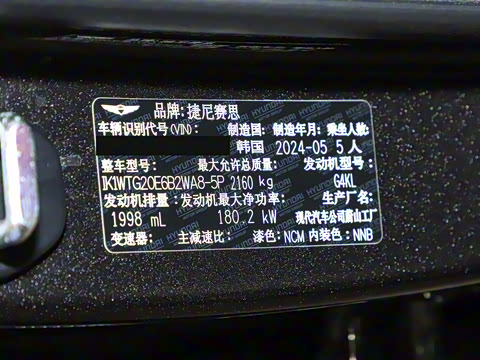 品牌：捷尼赛思
车辆识别代号(VIN)： 制造国： 制造年月： 乘坐人数：
韩国 2024-05 5人
整车型号： 最大允许总质量： 发动机型号：
IK1WTG20E6B2WA8-5P 2160 kg G4KL
发动机排量： 发动机最大净功率： 生产厂名：
1998 mL 180.2 kW 现代汽车公司蔚山工厂
变速器： 主减速比： 漆色：NCM 内装色：NNB